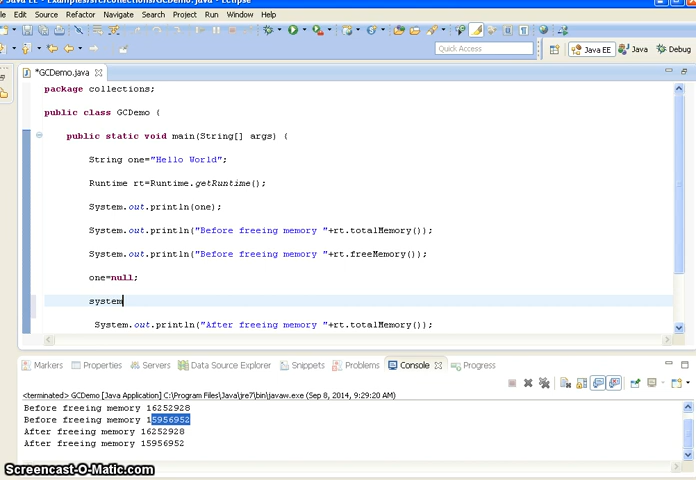 Java EE - Examples/src/collections/GCDemo.java - Eclipse
Edit Source Refactor Navigate Search Project Run Window Help
Quick Access Java EE Java Debug
*GCDemo.java
package collections;
public class GCDemo {
public static void main(String[] args) {
String one="Hello World";
Runtime rt=Runtime.getRuntime();
System.out.println(one);
System.out.println("Before freeing memory "+rt.totalMemory());
System.out.println("Before freeing memory "+rt.freeMemory());
one=null;
system
System.out.println("After freeing memory "+rt.totalMemory());
Markers Properties Servers Data Source Explorer Snippets Problems Console Progress
<terminated> GCDemo [Java Application] C:\Program Files\Java\jre7\bin\javaw.exe (Sep 8, 2014, 9:29:20 AM)
Before freeing memory 16252928
Before freeing memory 15956952
After freeing memory 16252928
After freeing memory 15956952
Screencast-O-Matic.com